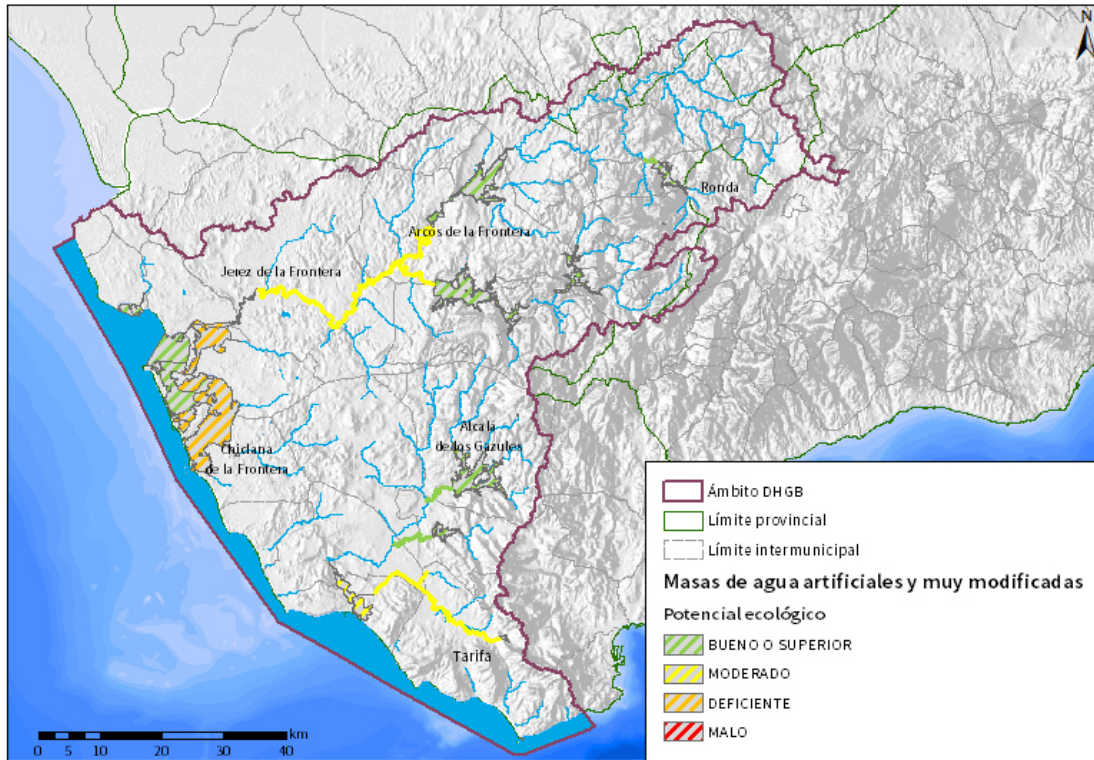 N
Ronda
Arcos de la Frontera
Jerez de la Frontera
Alcalá
de los Gazules
Chiclana
de la Frontera
Tarifa
km
0 5 10 20 30 40
Ámbito DHGB
Límite provincial
Límite intermunicipal
Masas de agua artificiales y muy modificadas
Potencial ecológico
BUENO O SUPERIOR
MODERADO
DEFICIENTE
MALO